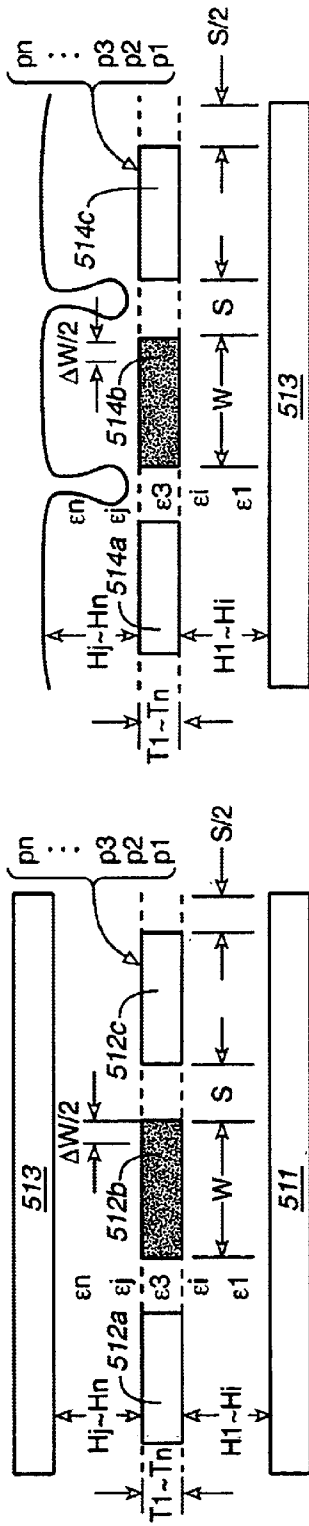 513
Hj~Hn
εn
ΔW/2
pn
⋮
p3
p2
p1
T1~Tn
512a
εj
ε3
εi
512b
512c
H1~Hi
ε1
W
S
S/2
511
Hj~Hn
εn
ΔW/2
pn
⋮
p3
p2
p1
T1~Tn
514a
εj
ε3
εi
514b
514c
H1~Hi
ε1
W
S
S/2
513